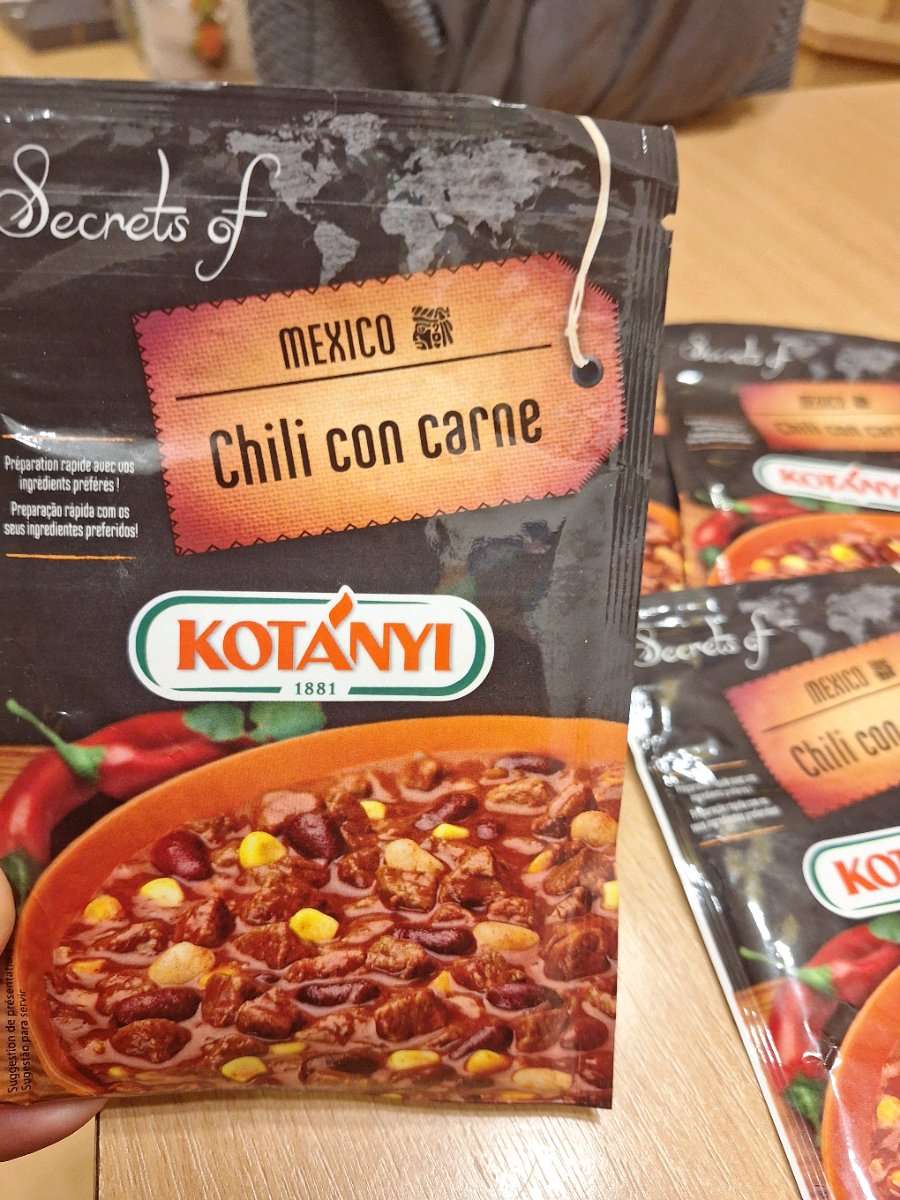 Secrets of
MEXICO
Chili con carne
Préparation rapide avec vos
ingrédients préférés !
Preparação rápida com os
seus ingredientes preferidos!
KOTÁNYI
1881
Suggestion de présentation
Sugestão para servir
Secrets of
MEXICO
Chili con carne
KOTÁNY
Secrets of
MEXICO
Chili con
KO